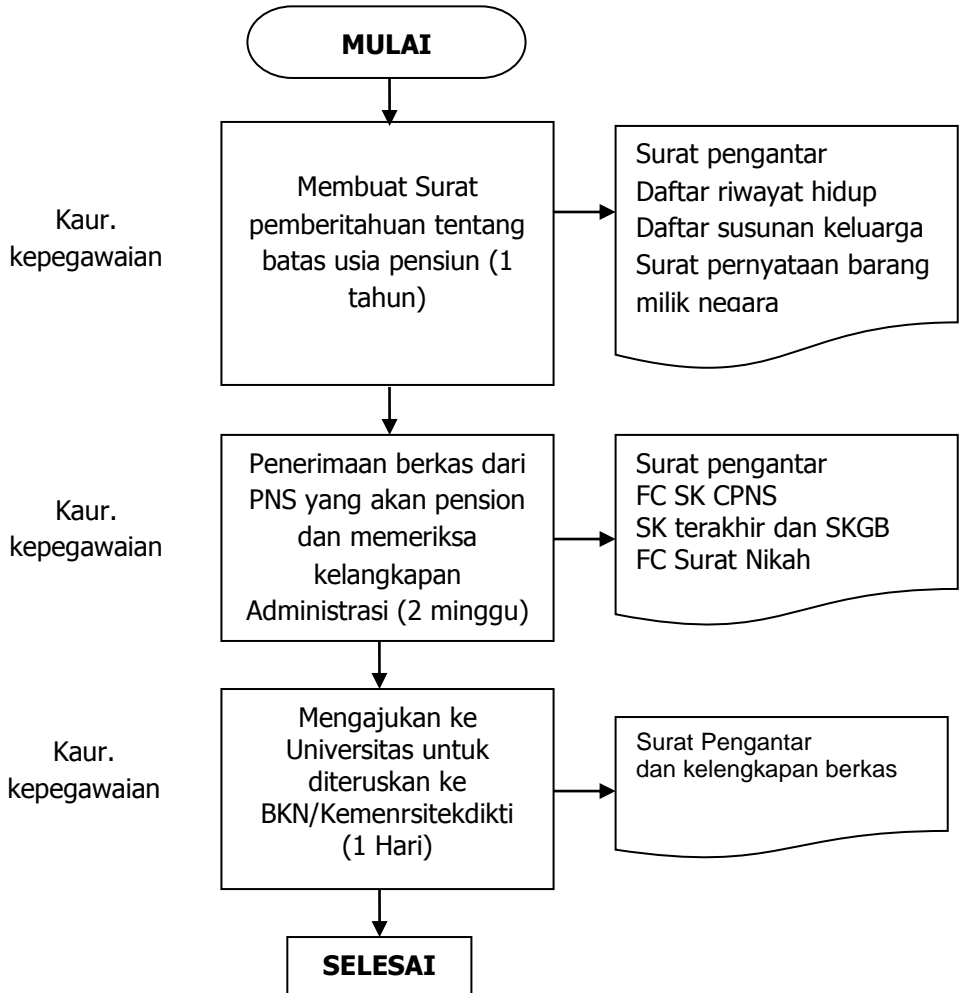 MULAI
Kaur.
kepegawaian
Membuat Surat
pemberitahuan tentang
batas usia pensiun (1
tahun)
Surat pengantar
Daftar riwayat hidup
Daftar susunan keluarga
Surat pernyataan barang
milik negara
Kaur.
kepegawaian
Penerimaan berkas dari
PNS yang akan pension
dan memeriksa
kelangkapan
Administrasi (2 minggu)
Surat pengantar
FC SK CPNS
SK terakhir dan SKGB
FC Surat Nikah
Kaur.
kepegawaian
Mengajukan ke
Universitas untuk
diteruskan ke
BKN/Kemenrsitekdikti
(1 Hari)
Surat Pengantar
dan kelengkapan berkas
SELESAI